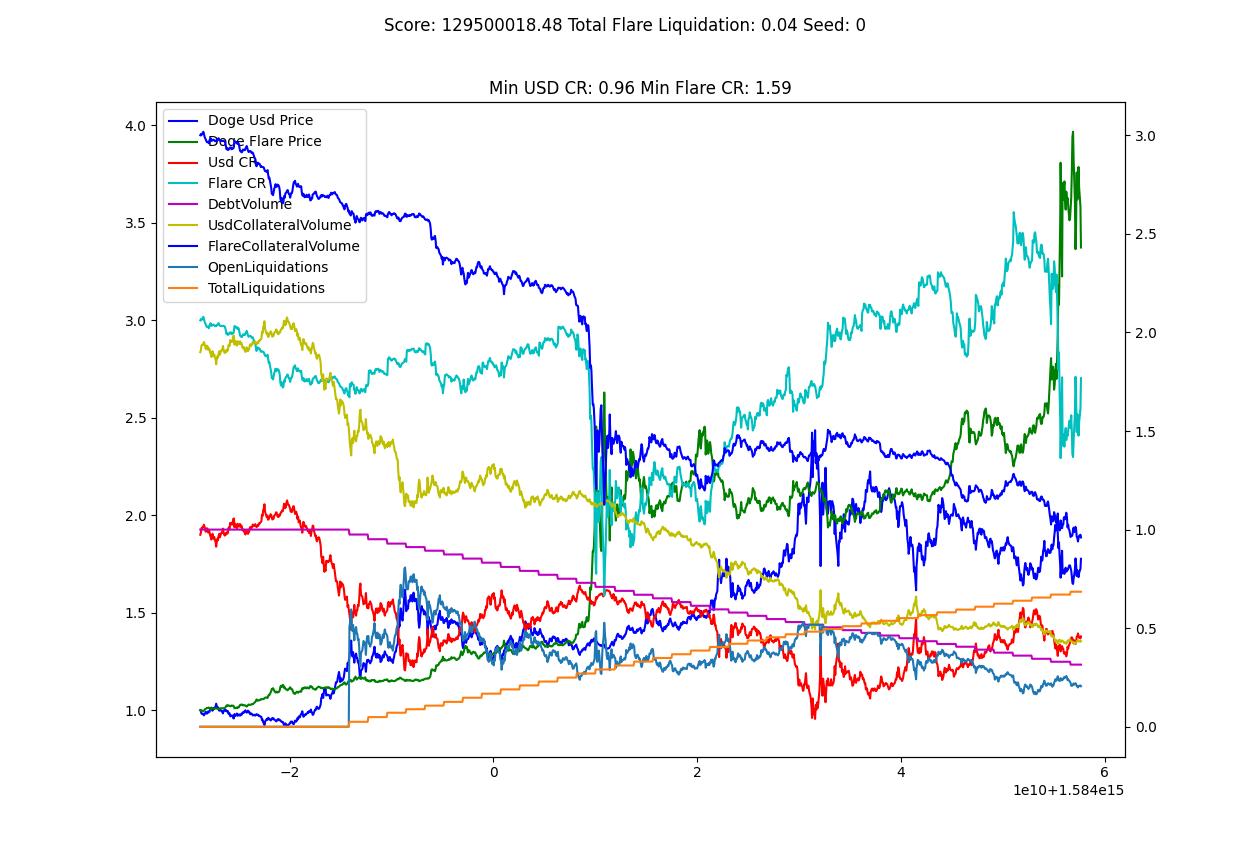 Score: 129500018.48 Total Flare Liquidation: 0.04 Seed: 0
Min USD CR: 0.96 Min Flare CR: 1.59
Doge Usd Price
Doge Flare Price
Usd CR
Flare CR
DebtVolume
UsdCollateralVolume
FlareCollateralVolume
OpenLiquidations
TotalLiquidations
4.0
3.5
3.0
2.5
2.0
1.5
1.0
3.0
2.5
2.0
1.5
1.0
0.5
0.0
−2 0 2 4 6
1e10+1.584e15